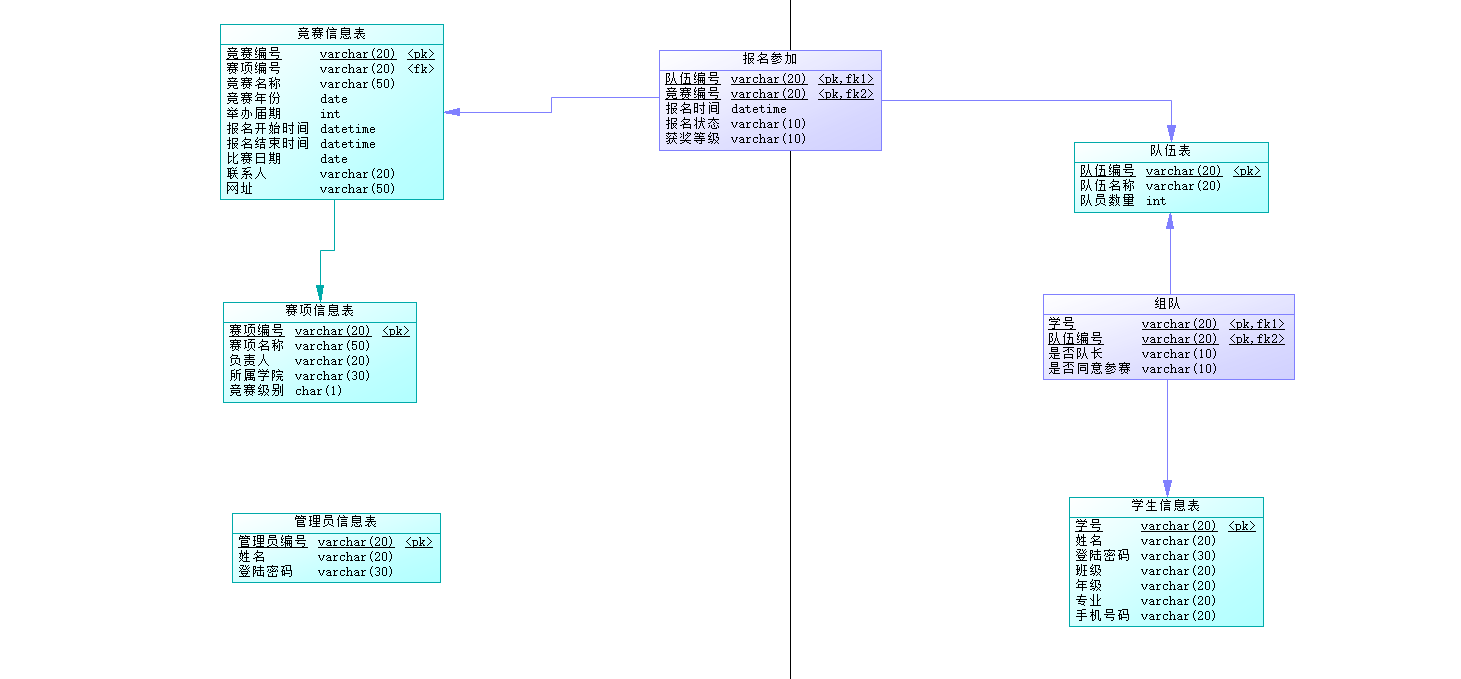 竟赛信息表
竟赛编号 varchar(20) <pk>
赛项编号 varchar(20) <fk>
竟赛名称 varchar(50)
竟赛年份 date
举办届期 int
报名开始时间 datetime
报名结束时间 datetime
比赛日期 date
联系人 varchar(20)
网址 varchar(50)
报名参加
队伍编号 varchar(20) <pk,fk1>
竟赛编号 varchar(20) <pk,fk2>
报名时间 datetime
报名状态 varchar(10)
获奖等级 varchar(10)
队伍表
队伍编号 varchar(20) <pk>
队伍名称 varchar(20)
队员数量 int
赛项信息表
赛项编号 varchar(20) <pk>
赛项名称 varchar(50)
负责人 varchar(20)
所属学院 varchar(30)
竟赛级别 char(1)
组队
学号 varchar(20) <pk,fk1>
队伍编号 varchar(20) <pk,fk2>
是否队长 varchar(10)
是否同意参赛 varchar(10)
管理员信息表
管理员编号 varchar(20) <pk>
姓名 varchar(20)
登陆密码 varchar(30)
学生信息表
学号 varchar(20) <pk>
姓名 varchar(20)
登陆密码 varchar(30)
班级 varchar(20)
年级 varchar(20)
专业 varchar(20)
手机号码 varchar(20)